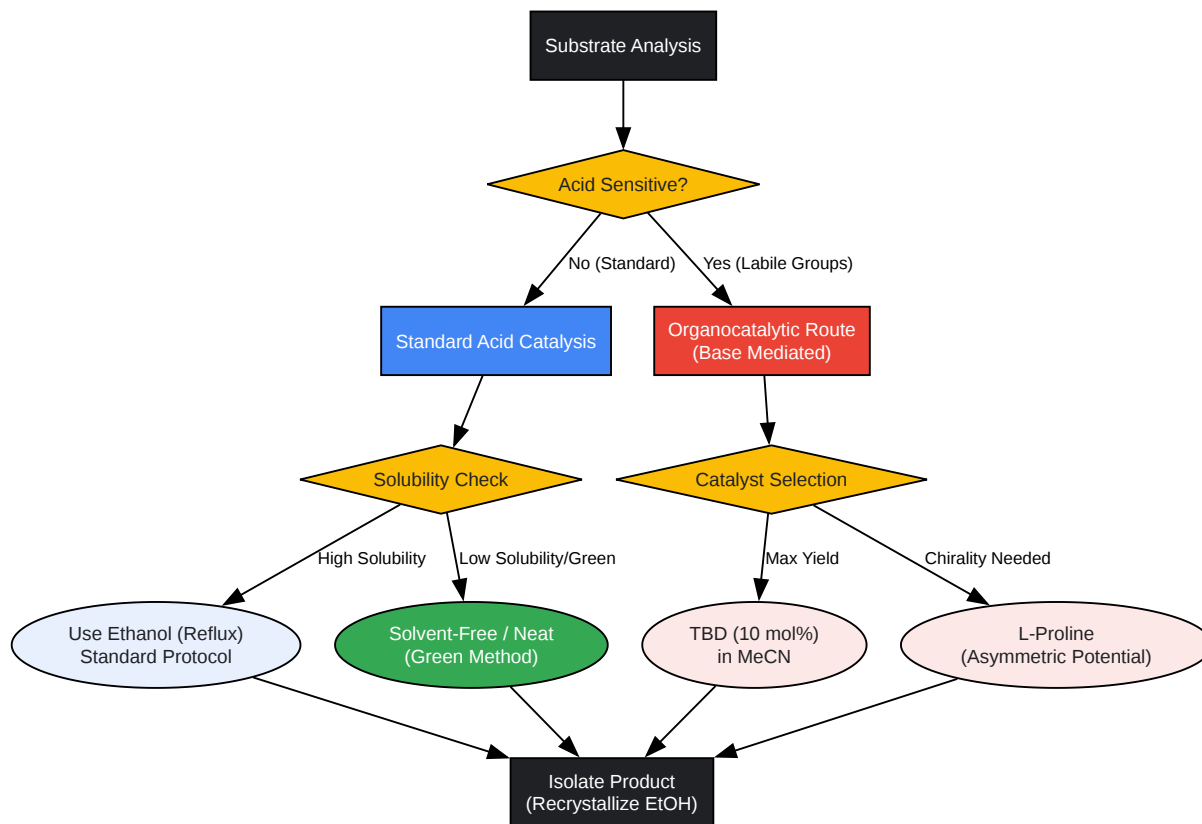 Substrate Analysis
Acid Sensitive?
No (Standard)
Yes (Labile Groups)
Standard Acid Catalysis
Organocatalytic Route
(Base Mediated)
Solubility Check
Catalyst Selection
High Solubility
Low Solubility/Green
Max Yield
Chirality Needed
Use Ethanol (Reflux)
Standard Protocol
Solvent-Free / Neat
(Green Method)
TBD (10 mol%)
in MeCN
L-Proline
(Asymmetric Potential)
Isolate Product
(Recrystallize EtOH)